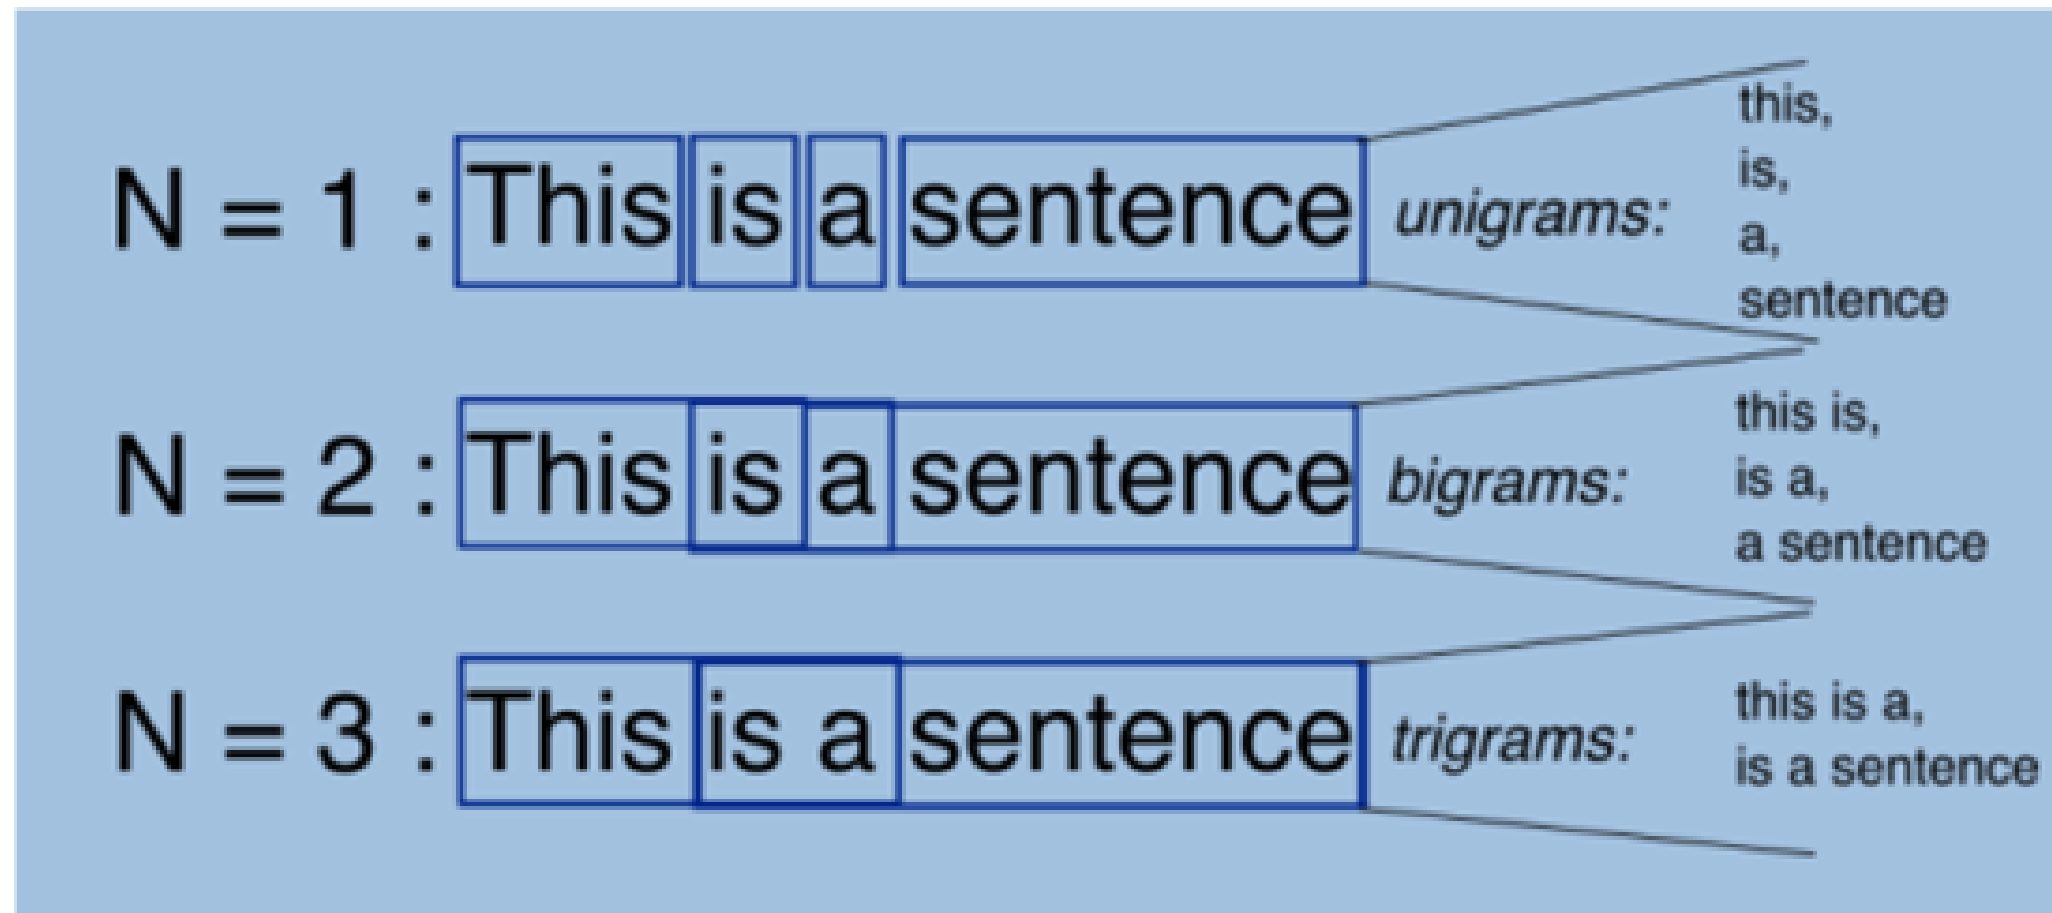 N = 1 : This is a sentence unigrams:
this,
is,
a,
sentence
N = 2 : This is a sentence bigrams:
this is,
is a,
a sentence
N = 3 : This is a sentence trigrams:
this is a,
is a sentence